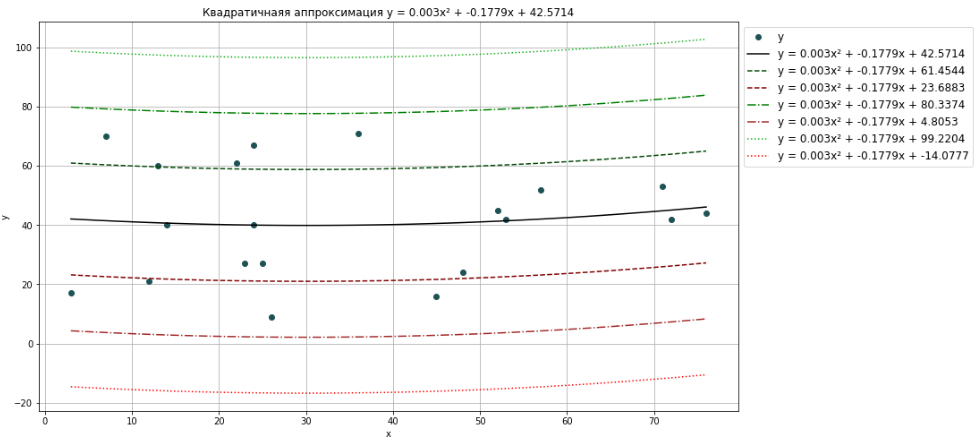 Квадратичнаяя аппроксимация y = 0.003x² + -0.1779x + 42.5714
y
100
80
60
40
20
0
−20
0 10 20 30 40 50 60 70
x
y
y = 0.003x² + -0.1779x + 42.5714
y = 0.003x² + -0.1779x + 61.4544
y = 0.003x² + -0.1779x + 23.6883
y = 0.003x² + -0.1779x + 80.3374
y = 0.003x² + -0.1779x + 4.8053
y = 0.003x² + -0.1779x + 99.2204
y = 0.003x² + -0.1779x + -14.0777